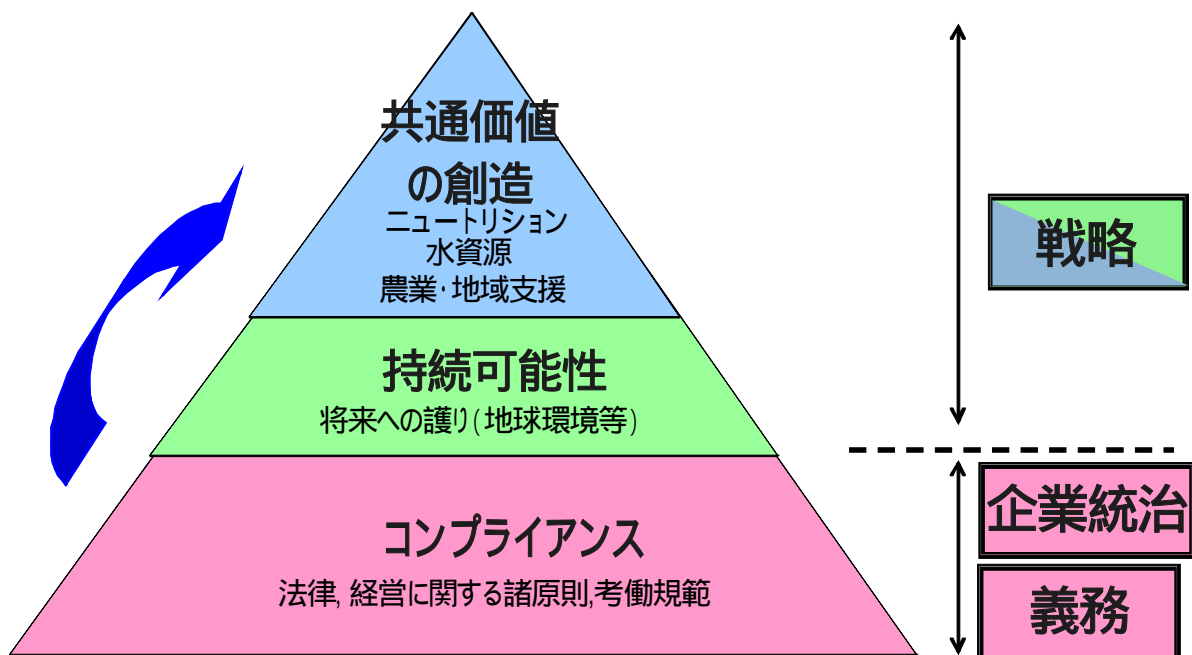 共通価値
の創造
ニュートリション
水資源
農業・地域支援
戦略
持続可能性
将来への護り(地球環境等)
コンプライアンス
法律, 経営に関する諸原則,考働規範
企業統治
義務